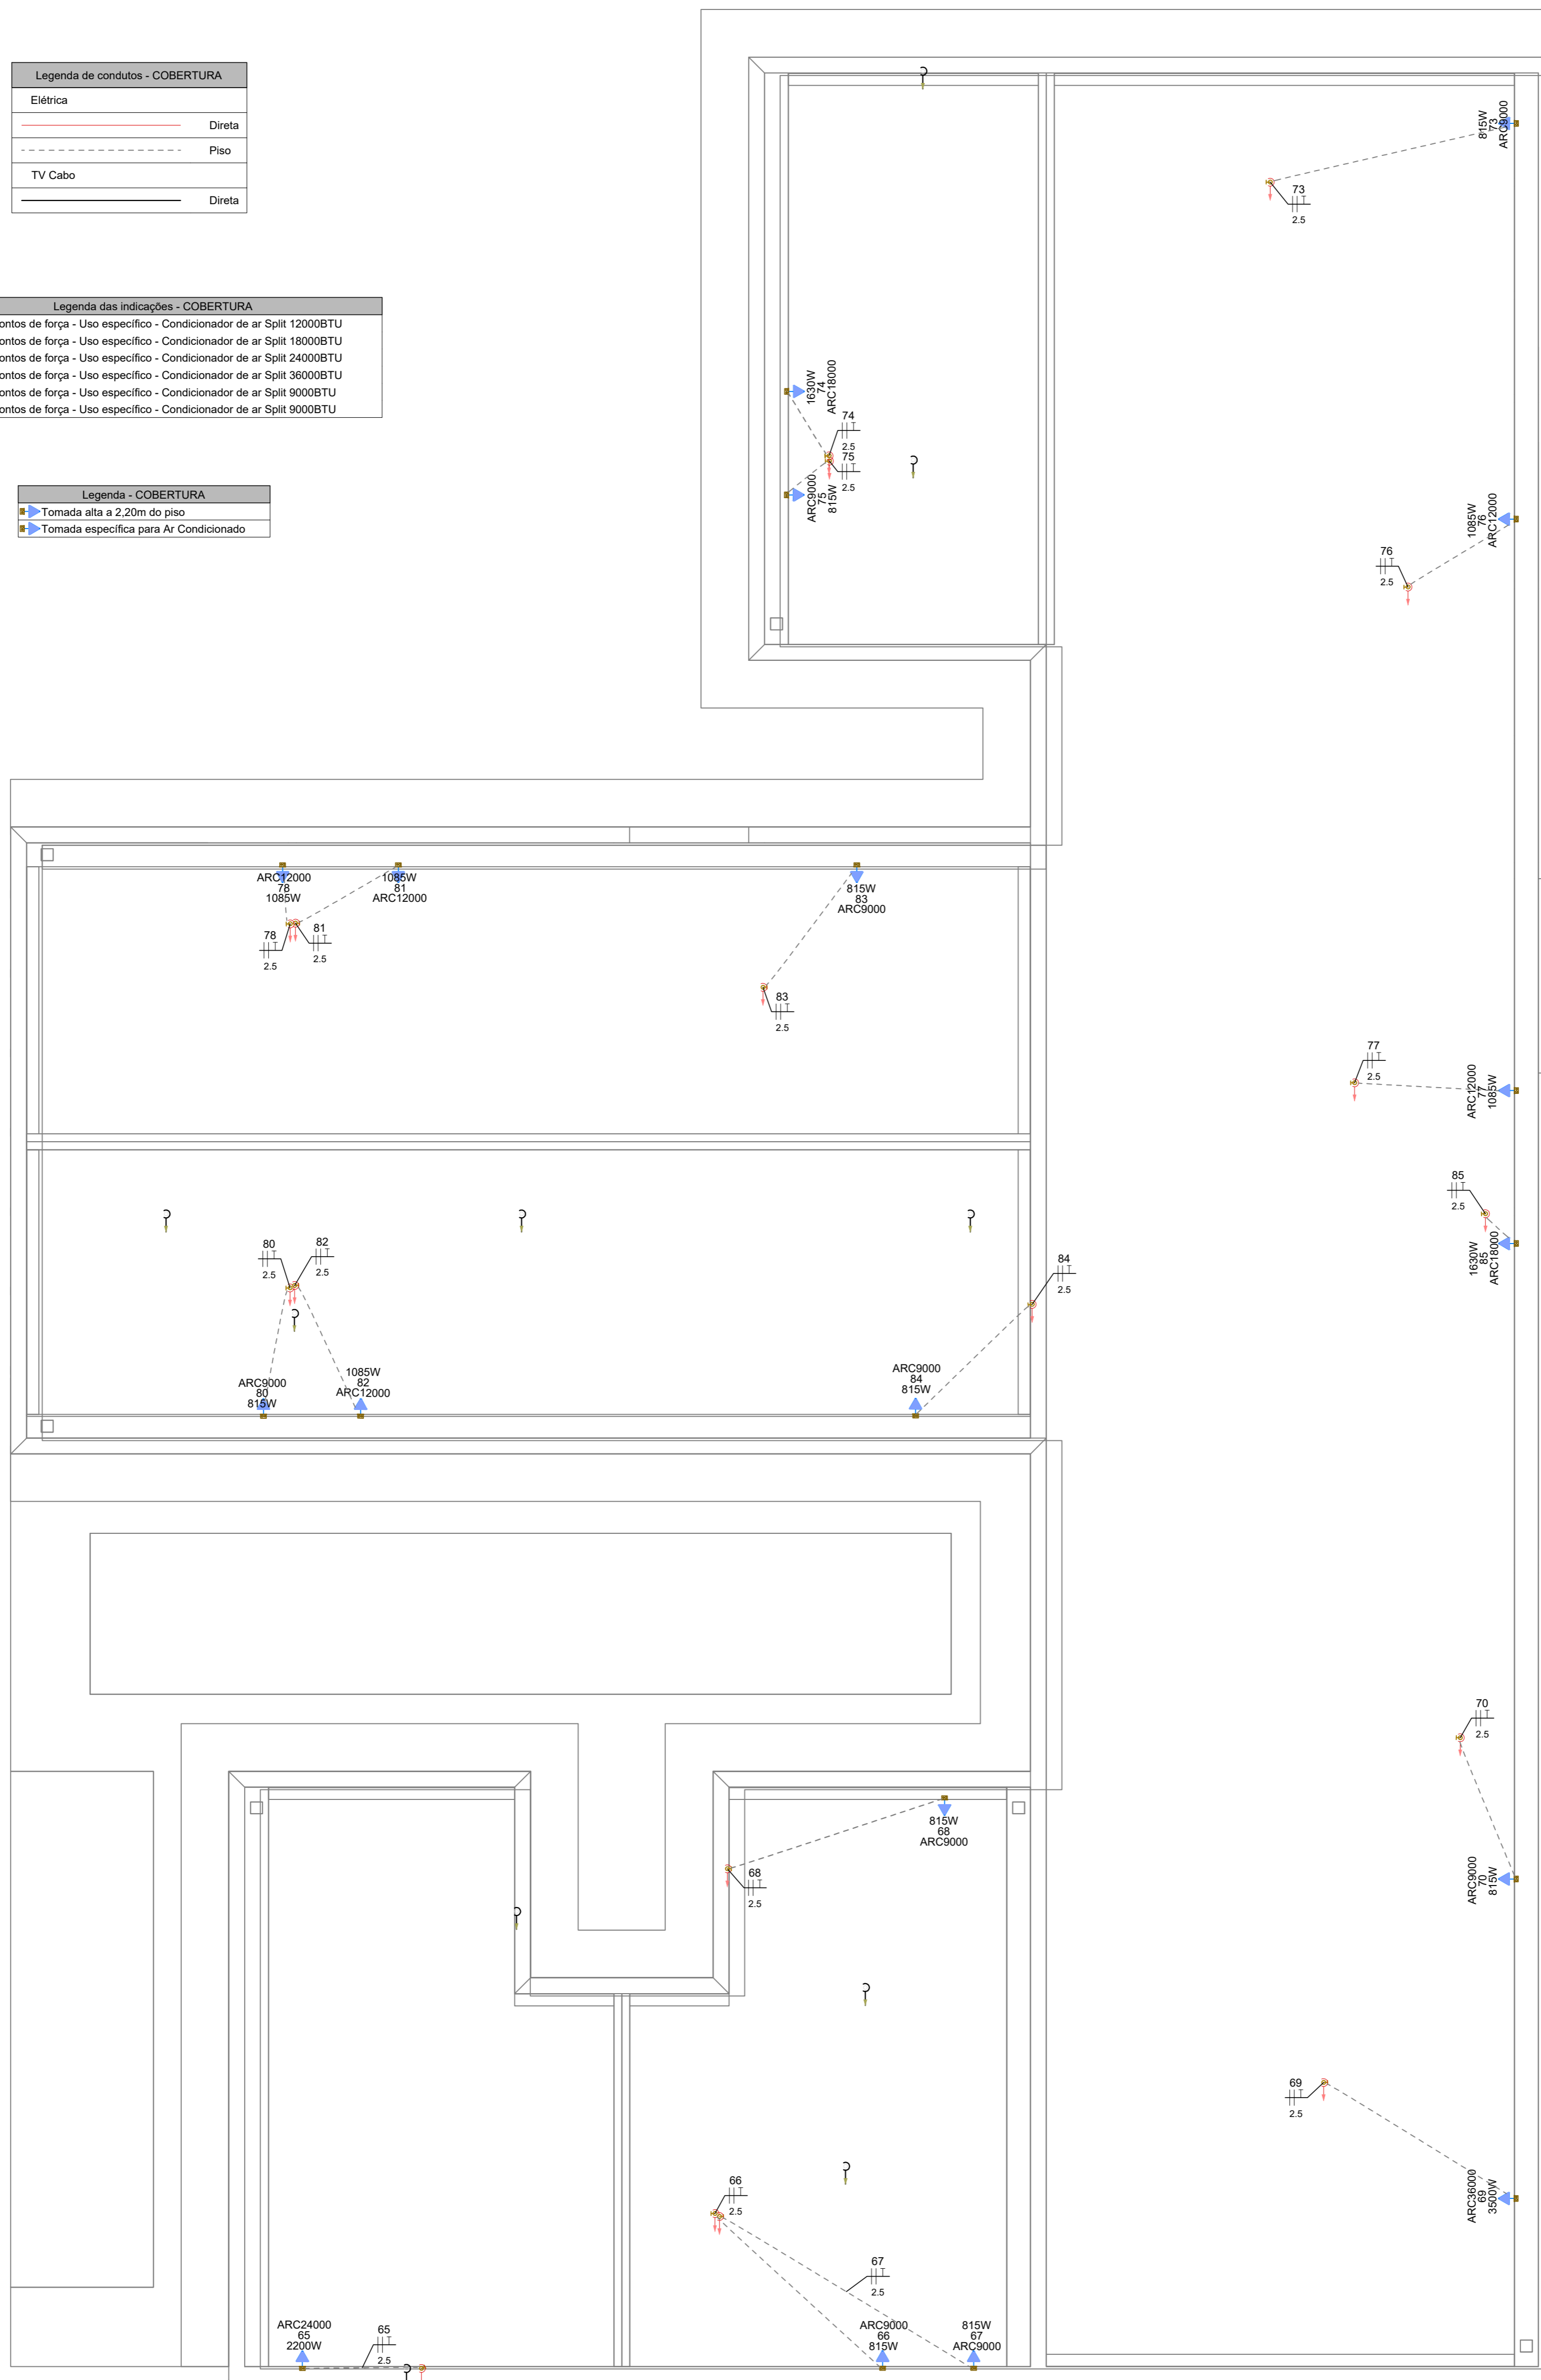 Legenda de condutos - COBERTURA
Elétrica
Direta
Piso
TV Cabo
Direta
Legenda das indicações - COBERTURA
ontos de força - Uso específico - Condicionador de ar Split 12000BTU
ontos de força - Uso específico - Condicionador de ar Split 18000BTU
ontos de força - Uso específico - Condicionador de ar Split 24000BTU
ontos de força - Uso específico - Condicionador de ar Split 36000BTU
ontos de força - Uso específico - Condicionador de ar Split 9000BTU
ontos de força - Uso específico - Condicionador de ar Split 9000BTU
Legenda - COBERTURA
Tomada alta a 2,20m do piso
Tomada específica para Ar Condicionado
815W
73
ARC9000
73
T
2.5
1630W
74
ARC18000
74
T
2.5
75
T
2.5
ARC9000
75
815W
1085W
76
ARC12000
76
T
2.5
ARC12000
78
1085W
1085W
81
ARC12000
815W
83
ARC9000
78
T
2.5
81
T
2.5
83
T
2.5
77
T
2.5
ARC12000
77
1085W
85
T
2.5
1630W
85
ARC18000
80
T
2.5
82
T
2.5
84
T
2.5
ARC9000
80
815W
1085W
82
ARC12000
ARC9000
84
815W
70
T
2.5
ARC9000
70
815W
815W
68
ARC9000
68
T
2.5
69
T
2.5
ARC36000
69
3500W
66
T
2.5
67
T
2.5
ARC24000
65
2200W
65
T
2.5
ARC9000
66
815W
815W
67
ARC9000